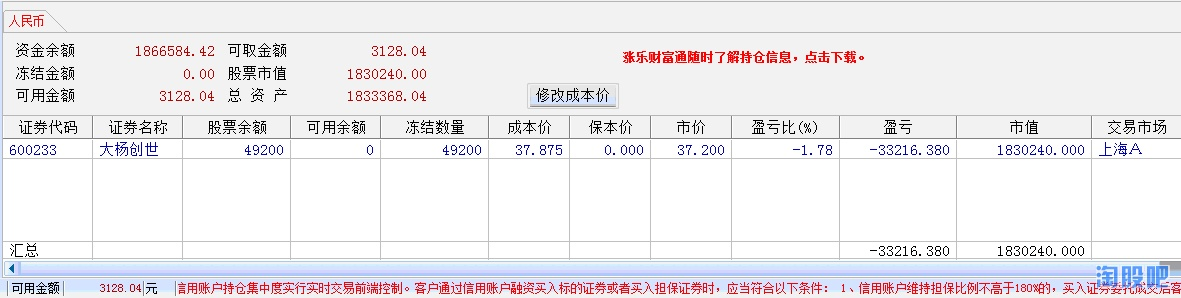 人民币
资金余额 1866584.42 可取金额 3128.04
涨乐财富通随时了解持仓信息，点击下载。
冻结金额 0.00 股票市值 1830240.00
可用金额 3128.04 总 资 产 1833368.04
修改成本价
证券代码 证券名称 股票余额 可用余额 冻结数量 成本价 保本价 市价 盈亏比(%) 盈亏 市值 交易市场
600233 大杨创世 49200 0 49200 37.875 0.000 37.200 -1.78 -33216.380 1830240.000 上海A
汇总 -33216.380 1830240.000
淘股吧
可用金额 3128.04 元 信用账户持仓集中度实行实时交易前端控制。客户通过信用账户融资买入标的证券或者买入担保证券时，应当符合以下条件： 1、信用账户维持担保比例不高于180%的，买入证券委托成交后客